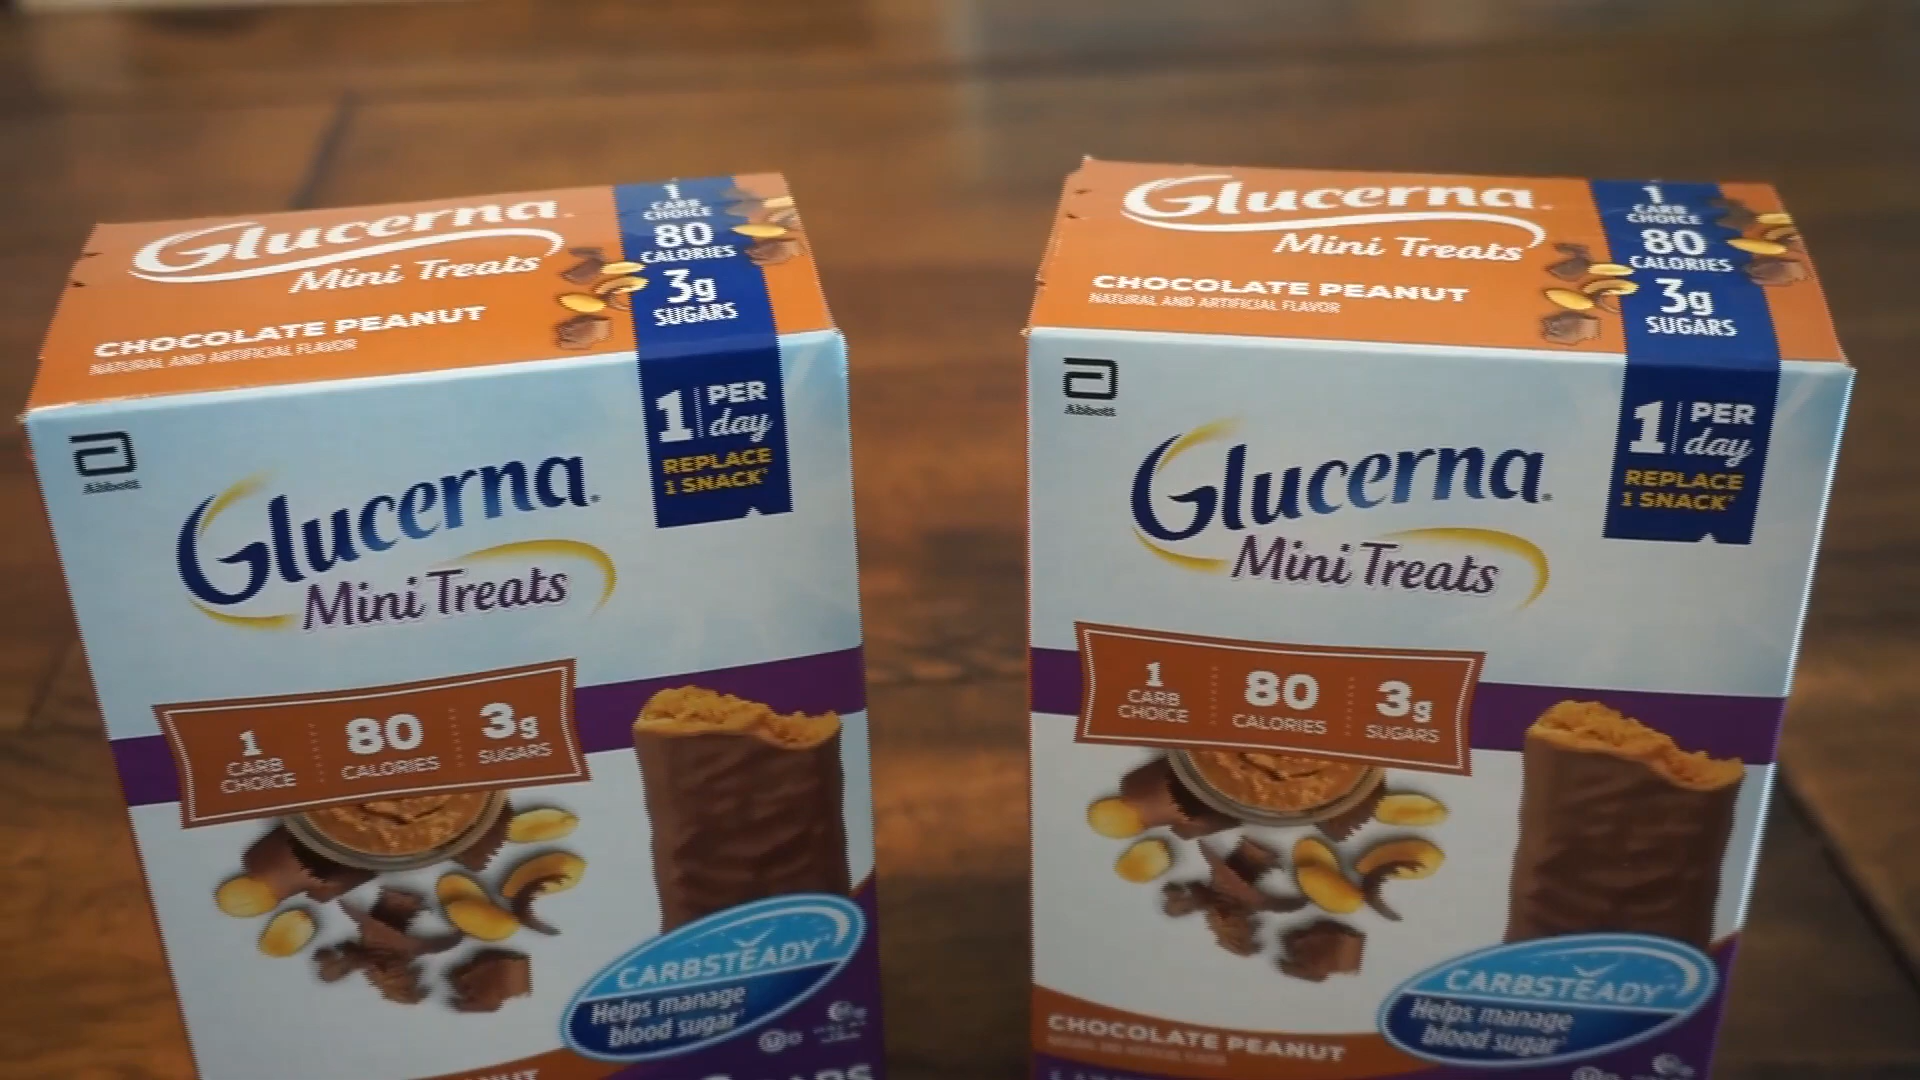 Glucerna
Mini Treats
CHOCOLATE PEANUT
NATURAL AND ARTIFICIAL FLAVOR
1
CARB
CHOICE
80
CALORIES
3g
SUGARS
1 PER
day
REPLACE
1 SNACK
Abbott
Glucerna
Mini Treats
1
CARB
CHOICE
80
CALORIES
3g
SUGARS
CARBSTEADY
Helps manage
blood sugar
Glucerna
Mini Treats
CHOCOLATE PEANUT
NATURAL AND ARTIFICIAL FLAVOR
1
CARB
CHOICE
80
CALORIES
3g
SUGARS
1 PER
day
REPLACE
1 SNACK
Abbott
Glucerna
Mini Treats
1
CARB
CHOICE
80
CALORIES
3g
SUGARS
CARBSTEADY
Helps manage
blood sugar
CHOCOLATE PEANUT